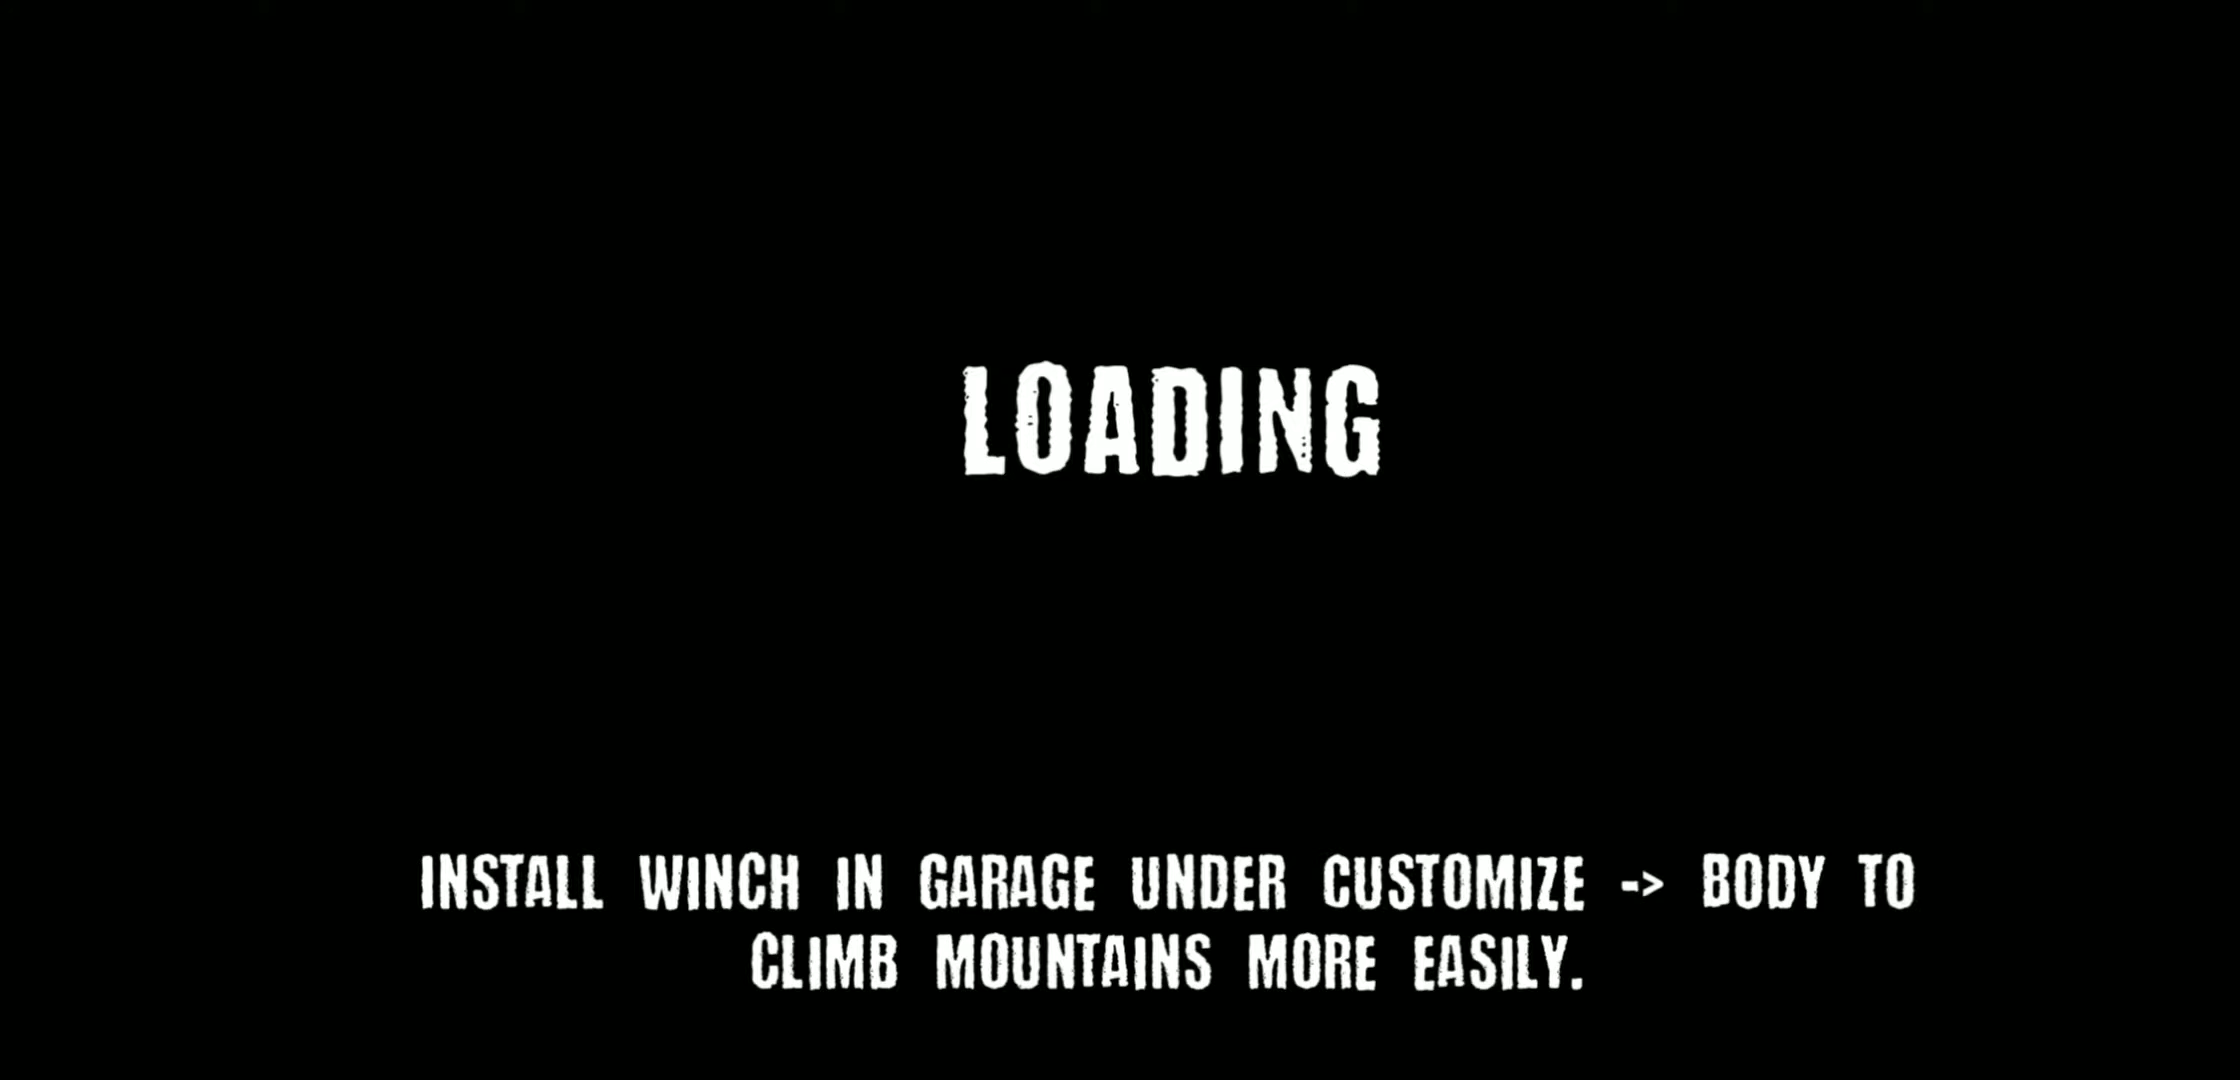 LOADING
INSTALL WINCH IN GARAGE UNDER CUSTOMIZE -> BODY TO
CLIMB MOUNTAINS MORE EASILY.